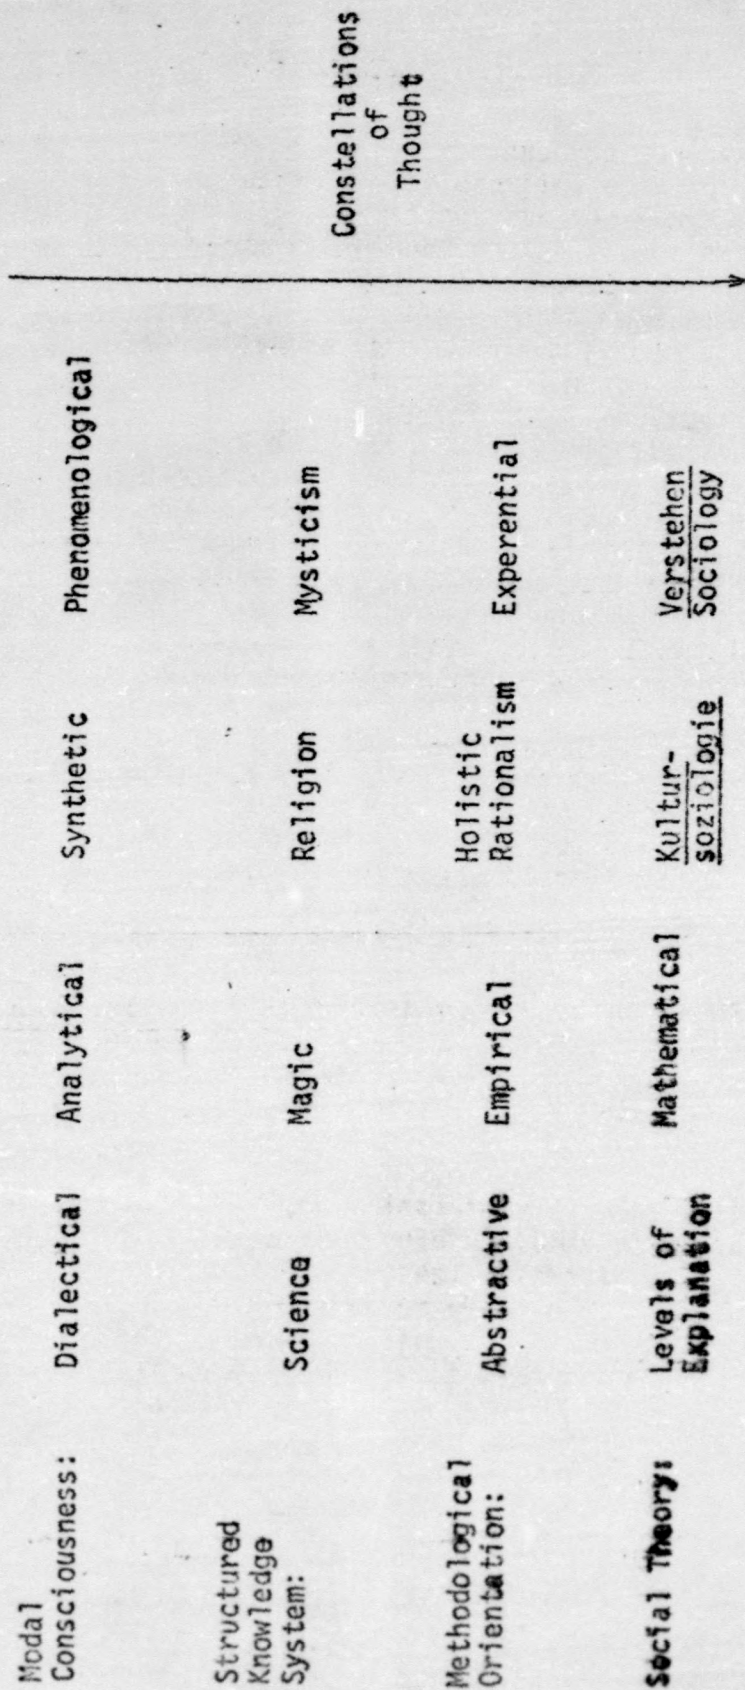 Modal
Consciousness:
Dialectical
Analytical
Synthetic
Phenomenological
Structured
Knowledge
System:
Science
Magic
Religion
Mysticism
Constellations
of
Thought
Methodological
Orientation:
Abstractive
Empirical
Holistic
Rationalism
Experential
Social Theory:
Levels of
Explanation
Mathematical
Kultur-
soziologie
Verstehen
Sociology